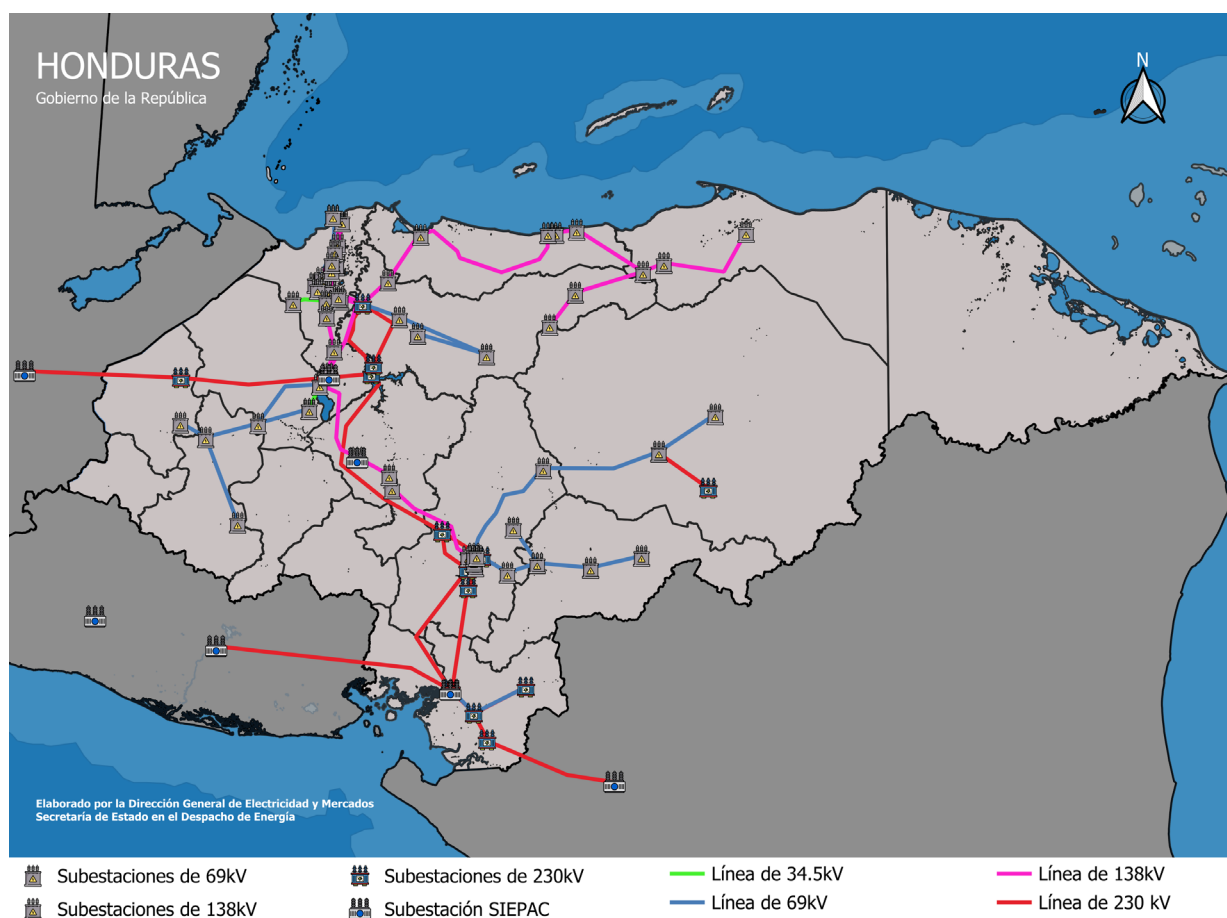 HONDURAS
Gobierno de la República
N
Elaborado por la Dirección General de Electricidad y Mercados
Secretaría de Estado en el Despacho de Energía
Subestaciones de 69kV
Subestaciones de 230kV
Línea de 34.5kV
Línea de 138kV
Subestaciones de 138kV
Subestación SIEPAC
Línea de 69kV
Línea de 230 kV